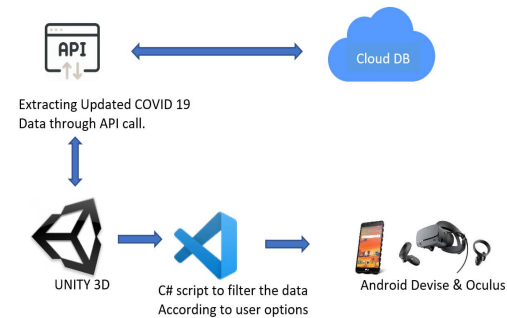 API
Cloud DB
Extracting Updated COVID 19
Data through API call.
UNITY 3D
C# script to filter the data
According to user options
Android Devise & Oculus